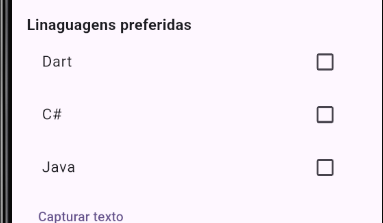 Linaguagens preferidas
Dart
C#
Java
Capturar texto